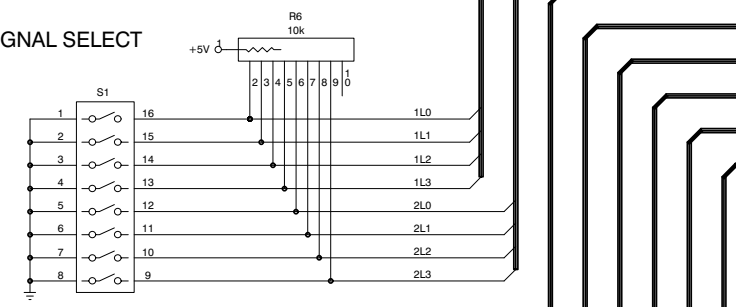 R6
10k
GNAL SELECT
+5V 1
2 3 4 5 6 7 8 9 10
S1
1 16 1L0
2 15 1L1
3 14 1L2
4 13 1L3
5 12 2L0
6 11 2L1
7 10 2L2
8 9 2L3